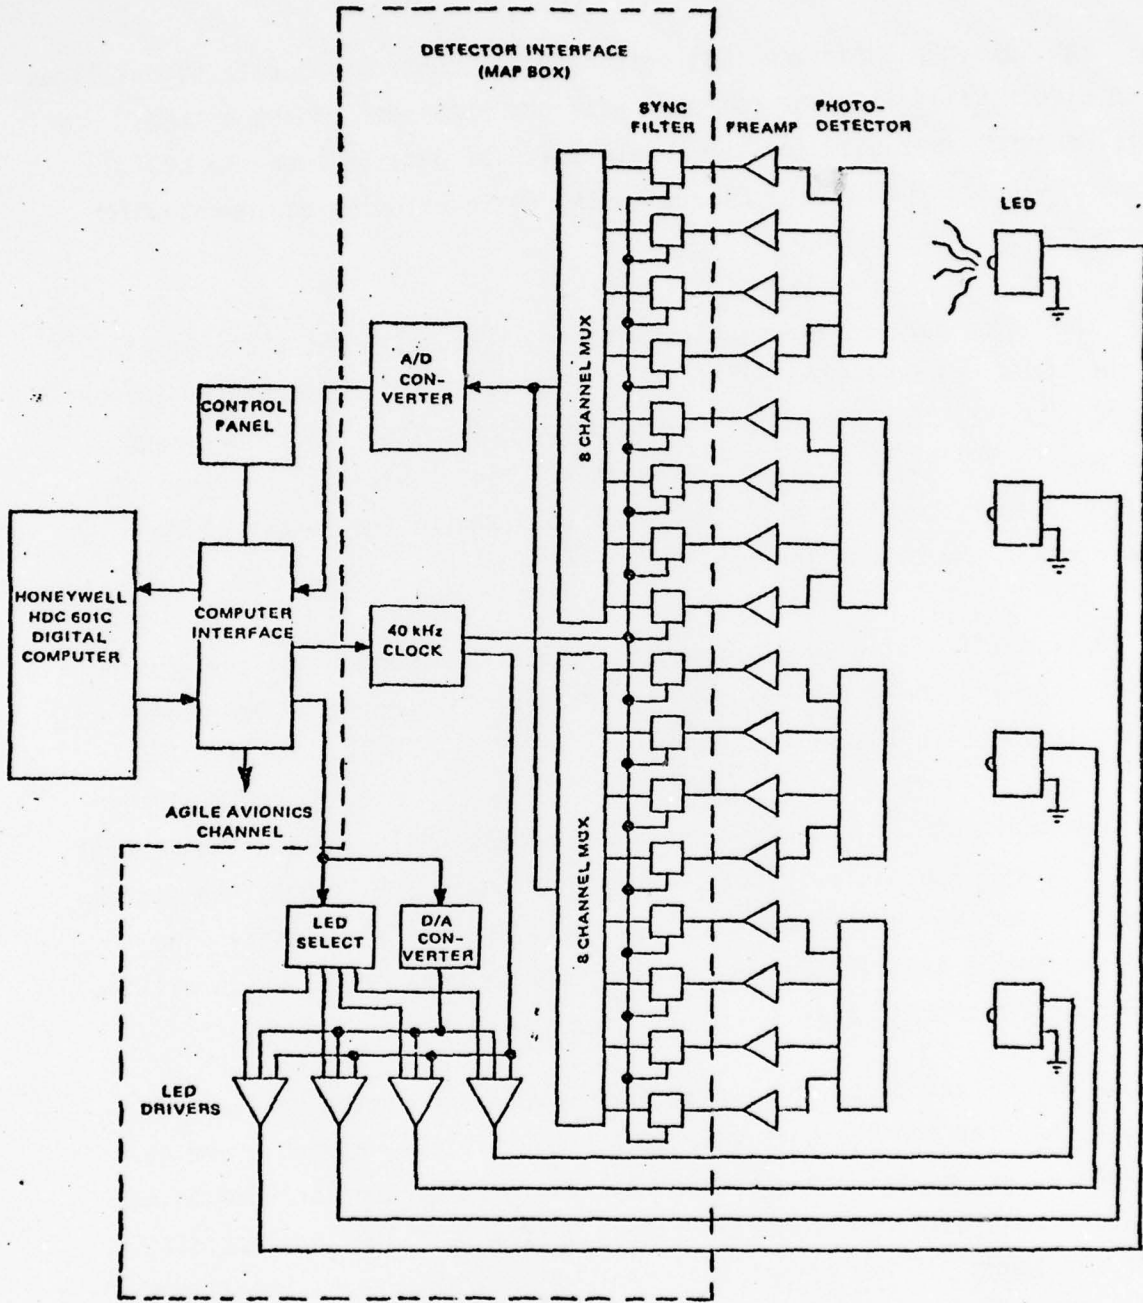 DETECTOR INTERFACE
(MAP BOX)
SYNC
FILTER
PREAMP
PHOTO-
DETECTOR
LED
A/D
CON-
VERTER
8 CHANNEL MUX
CONTROL
PANEL
HONEYWELL
HDC 601C
DIGITAL
COMPUTER
COMPUTER
INTERFACE
40 kHz
CLOCK
AGILE AVIONICS
CHANNEL
LED
SELECT
D/A
CON-
VERTER
8 CHANNEL MUX
LED
DRIVERS